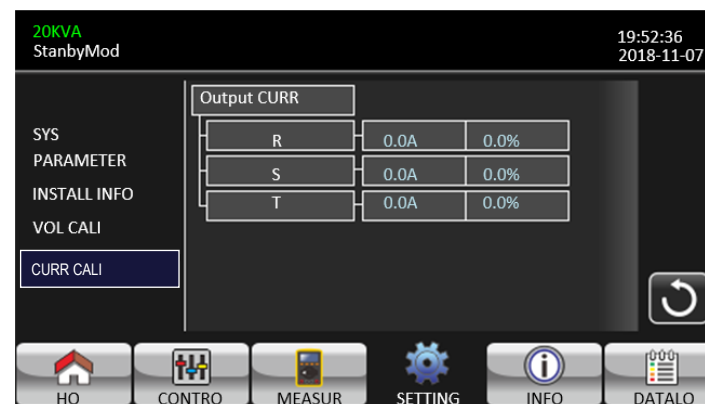 20KVA
StanbyMod
19:52:36
2018-11-07
SYS
PARAMETER
INSTALL INFO
VOL CALI
CURR CALI
Output CURR
R 0.0A 0.0%
S 0.0A 0.0%
T 0.0A 0.0%
HO CONTRO MEASUR SETTING INFO DATALO